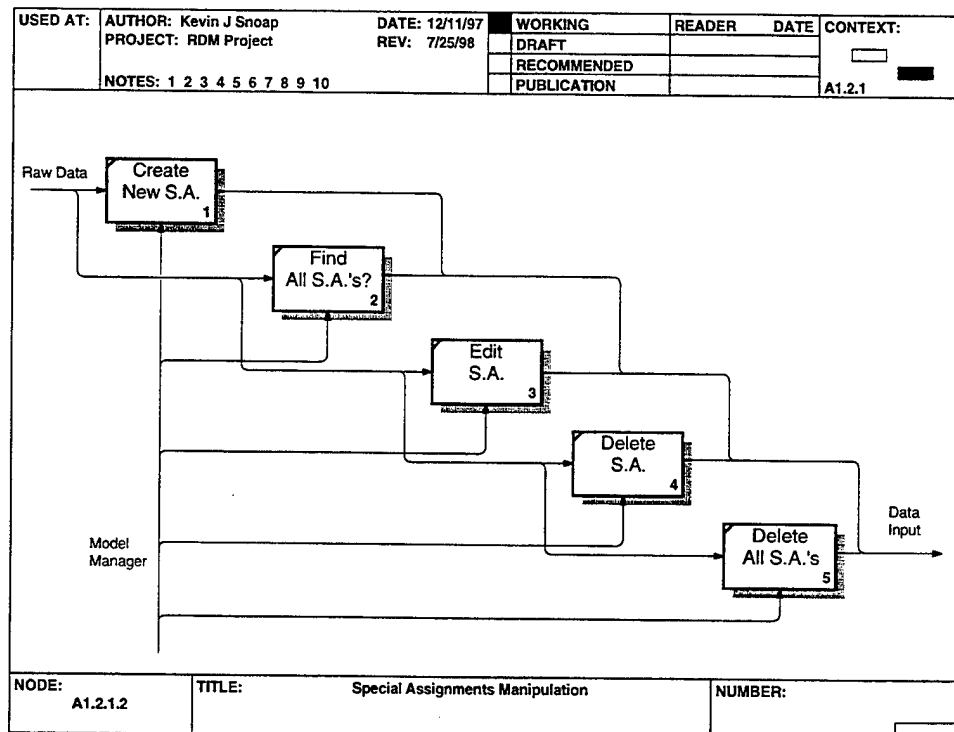 USED AT:
AUTHOR: Kevin J Snoap
DATE: 12/11/97
PROJECT: RDM Project
REV: 7/25/98
NOTES: 1 2 3 4 5 6 7 8 9 10
WORKING
DRAFT
RECOMMENDED
PUBLICATION
READER DATE
CONTEXT:
A1.2.1
Raw Data
Create
New S.A.
1
Find
All S.A.'s?
2
Edit
S.A.
3
Delete
S.A.
4
Delete
All S.A.'s
5
Data
Input
Model
Manager
NODE:
A1.2.1.2
TITLE:
Special Assignments Manipulation
NUMBER: